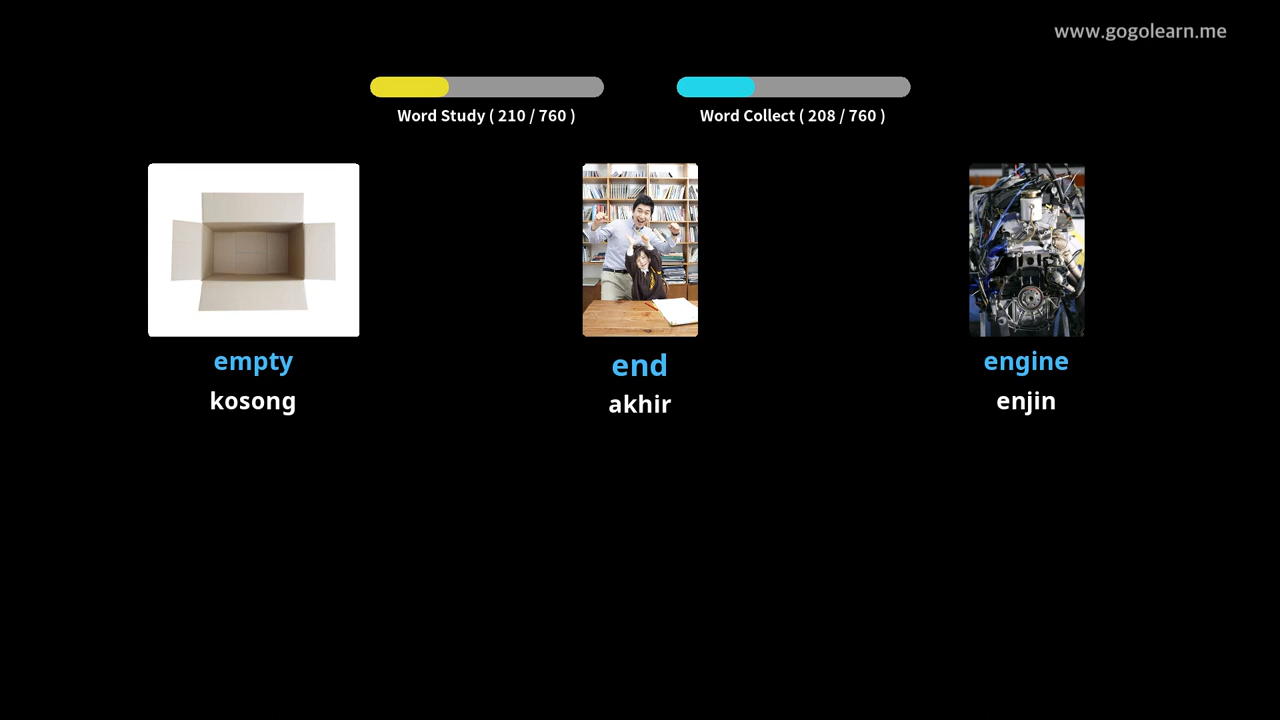 www.gogolearn.me
Word Study ( 210 / 760 )
Word Collect ( 208 / 760 )
empty
kosong
end
akhir
engine
enjin